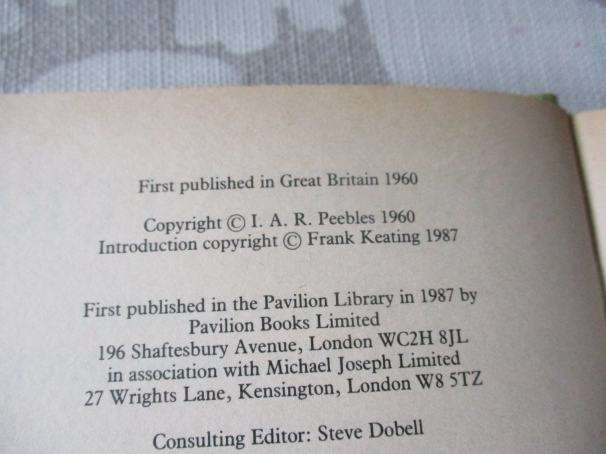 First published in Great Britain 1960
Copyright © I. A. R. Peebles 1960
Introduction copyright © Frank Keating 1987
First published in the Pavilion Library in 1987 by
Pavilion Books Limited
196 Shaftesbury Avenue, London WC2H 8JL
in association with Michael Joseph Limited
27 Wrights Lane, Kensington, London W8 5TZ
Consulting Editor: Steve Dobell